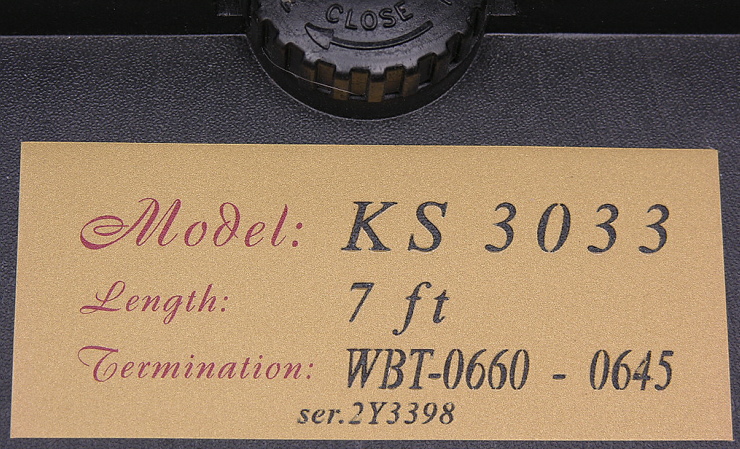 CLOSE
Model: KS 3033
Length: 7 ft
Termination: WBT-0660 - 0645
ser.2Y3398